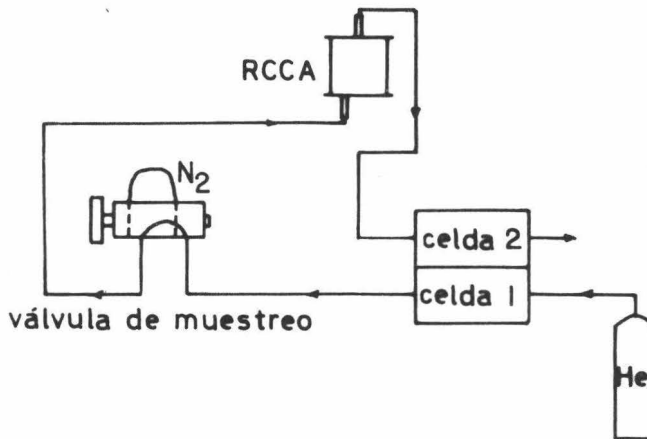 RCCA
N2
celda 2
celda 1
válvula de muestreo
He